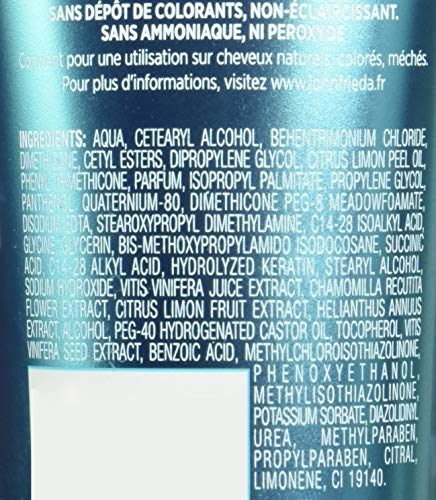 SANS DÉPÔT DE COLORANTS, NON-ÉCLAIRCISSANT.
SANS AMMONIAQUE, NI PEROXYDE
Convient pour une utilisation sur cheveux naturels, colorés, méchés.
Pour plus d'informations, visitez www.johnfrieda.fr
INGREDIENTS: AQUA, CETEARYL ALCOHOL, BEHENTRIMONIUM CHLORIDE,
DIMETHICONE, CETYL ESTERS, DIPROPYLENE GLYCOL, CITRUS LIMON PEEL OIL,
PHENYL TRIMETHICONE, PARFUM, ISOPROPYL PALMITATE, PROPYLENE GLYCOL,
PANTHENOL, QUATERNIUM-80, DIMETHICONE PEG-8 MEADOWFOAMATE,
DISODIUM EDTA, STEAROXYPROPYL DIMETHYLAMINE, C14-28 ISOALKYL ACID,
GLYCINE, GLYCERIN, BIS-METHOXYPROPYLAMIDO ISODOCOSANE, SUCCINIC
ACID, C14-28 ALKYL ACID, HYDROLYZED KERATIN, STEARYL ALCOHOL,
SODIUM HYDROXIDE, VITIS VINIFERA JUICE EXTRACT, CHAMOMILLA RECUTITA
FLOWER EXTRACT, CITRUS LIMON FRUIT EXTRACT, HELIANTHUS ANNUUS
EXTRACT, ALCOHOL, PEG-40 HYDROGENATED CASTOR OIL, TOCOPHEROL, VITIS
VINIFERA SEED EXTRACT, BENZOIC ACID, METHYLCHLOROISOTHIAZOLINONE,
PHENOXYETHANOL,
METHYLISOTHIAZOLINONE,
POTASSIUM SORBATE, DIAZOLIDINYL
UREA, METHYLPARABEN,
PROPYLPARABEN, CITRAL,
LIMONENE, CI 19140.